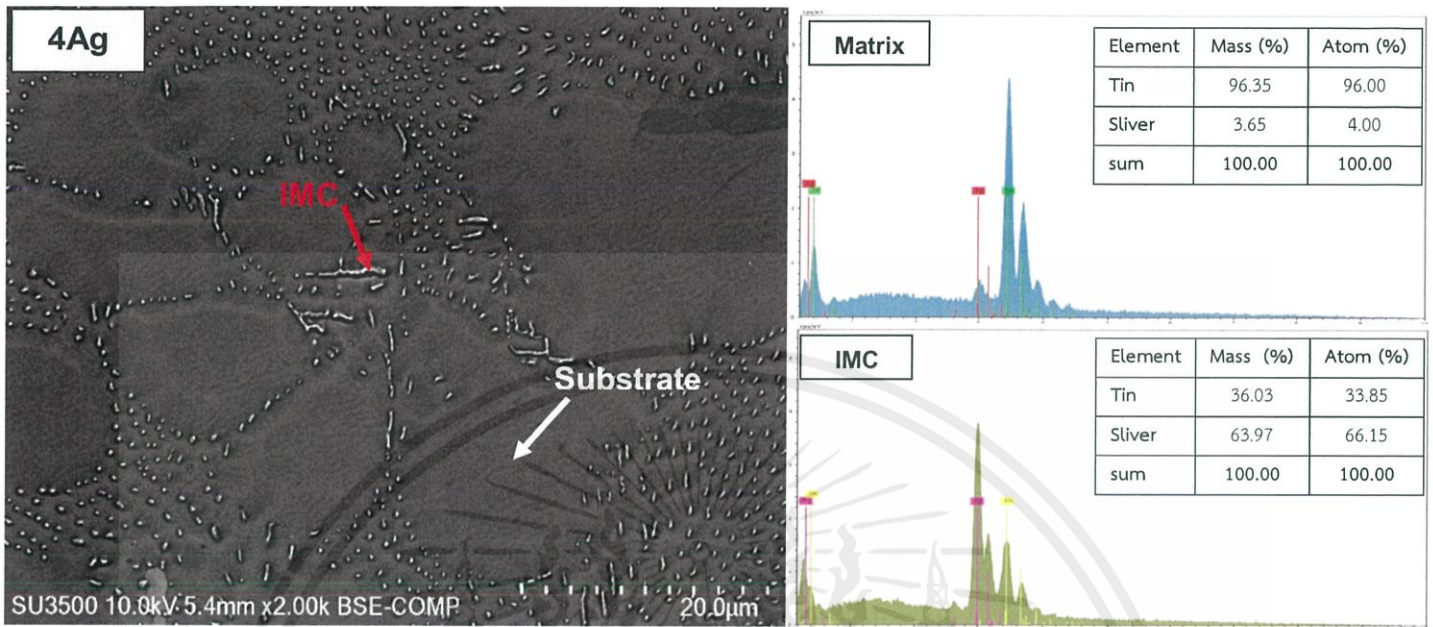 4Ag
IMC
Substrate
SU3500 10.0kV 5.4mm x2.00k BSE-COMP
20.0µm
Matrix
Element Mass (%) Atom (%)
Tin 96.35 96.00
Sliver 3.65 4.00
sum 100.00 100.00
IMC
Element Mass (%) Atom (%)
Tin 36.03 33.85
Sliver 63.97 66.15
sum 100.00 100.00